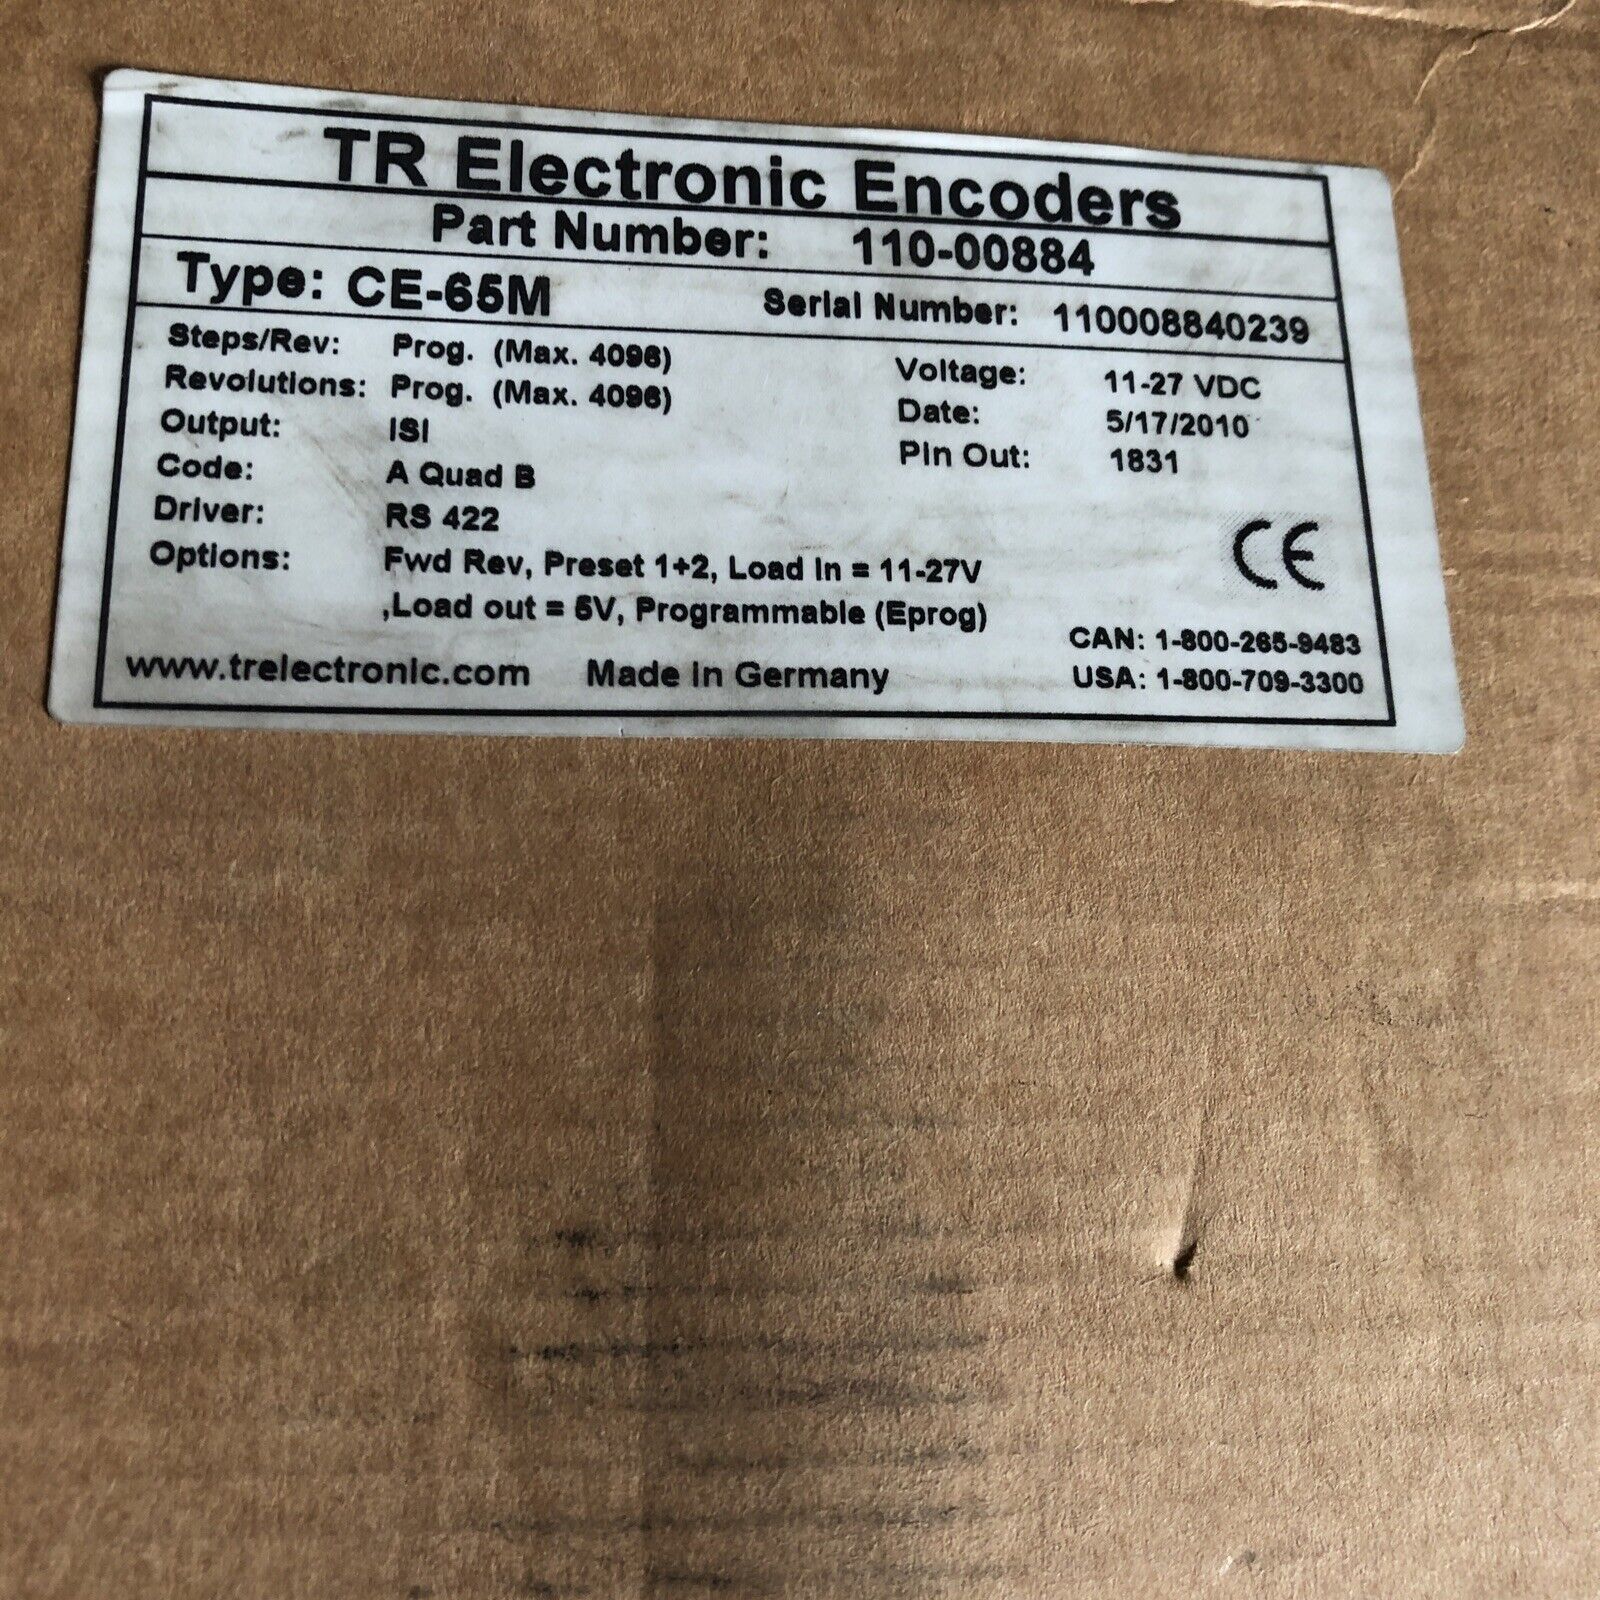 TR Electronic Encoders
Part Number: 110-00884
Type: CE-65M Serial Number: 110008840239
Steps/Rev: Prog. (Max. 4096) Voltage: 11-27 VDC
Revolutions: Prog. (Max. 4096) Date: 5/17/2010
Output: ISI Pin Out: 1831
Code: A Quad B
Driver: RS 422
Options: Fwd Rev, Preset 1+2, Load In = 11-27V
,Load out = 5V, Programmable (Eprog)
CE
CAN: 1-800-265-9483
www.trelectronic.com Made In Germany USA: 1-800-709-3300